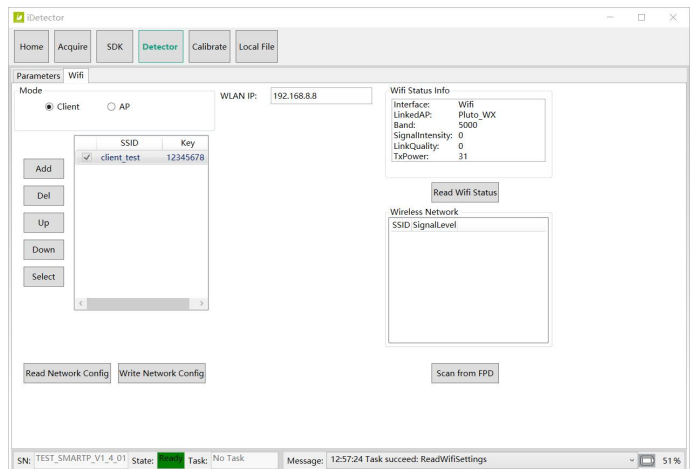 iDetector
Home Acquire SDK Detector Calibrate Local File
Parameters Wifi
Mode
Client AP
WLAN IP: 192.168.8.8
SSID Key
client_test 12345678
Add
Del
Up
Down
Select
Read Network Config Write Network Config
Wifi Status Info
Interface: Wifi
LinkedAP: Pluto_WX
Band: 5000
SignalIntensity: 0
LinkQuality: 0
TxPower: 31
Read Wifi Status
Wireless Network
SSID SignalLevel
Scan from FPD
SN: TEST_SMARTP_V1_4_01 State: Ready Task: No Task Message: 12:57:24 Task succeed: ReadWifiSettings 51 %